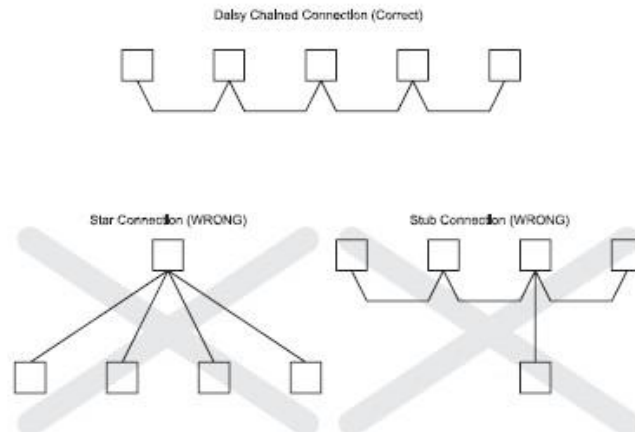 Daisy Chained Connection (Correct)
Star Connection (WRONG)
Stub Connection (WRONG)